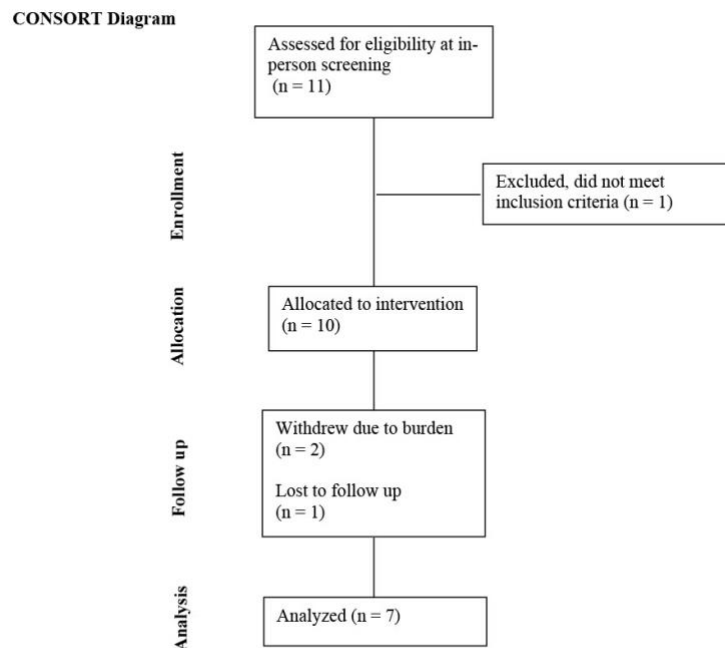 CONSORT Diagram
Assessed for eligibility at in-
person screening
(n = 11)
Enrollment
Excluded, did not meet
inclusion criteria (n = 1)
Allocation
Allocated to intervention
(n = 10)
Follow up
Withdrew due to burden
(n = 2)
Lost to follow up
(n = 1)
Analysis
Analyzed (n = 7)